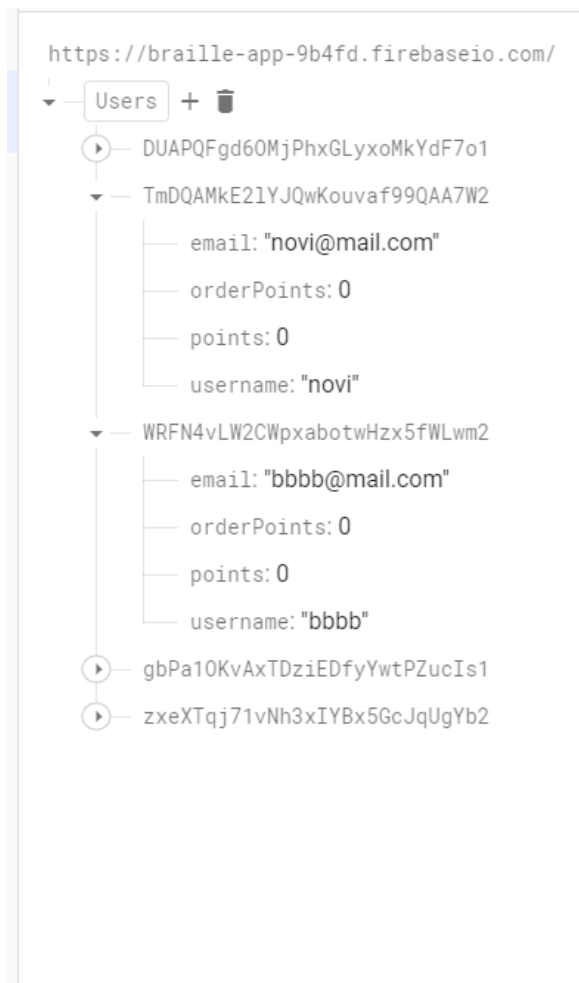 https://braille-app-9b4fd.firebaseio.com/
Users
DUAPQFgd6OMjPhxGLyxoMkYdF7o1
TmDQAMkE2lYJQwKouvaf99QAA7W2
email: "novi@mail.com"
orderPoints: 0
points: 0
username: "novi"
WRFN4vLW2CWpxabotwHzx5fWLwm2
email: "bbbb@mail.com"
orderPoints: 0
points: 0
username: "bbbb"
gbPa1OKvAxTDziEDfyYwtPZucIs1
zxeXTqj71vNh3xIYBx5GcJqUgYb2